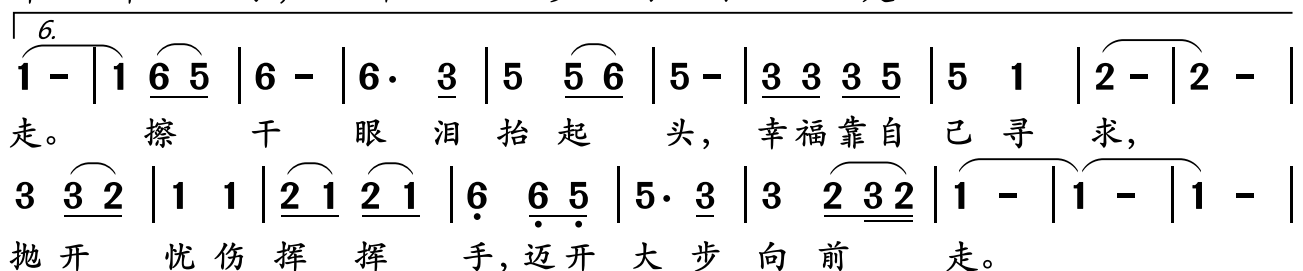 6.
1 – | 1 6 5 | 6 – | 6 · 3 | 5 5 6 | 5 – | 3 3 3 5 | 5 1 | 2 – | 2 – |
走。 擦 干 眼 泪 抬 起 头, 幸 福 靠 自 己 寻 求,
3 3 2 | 1 1 | 2 1 2 1 | 6 6 5 | 5 · 3 | 3 2 3 2 | 1 – | 1 – | 1 – |
抛 开 忧 伤 挥 挥 手, 迈 开 大 步 向 前 走。